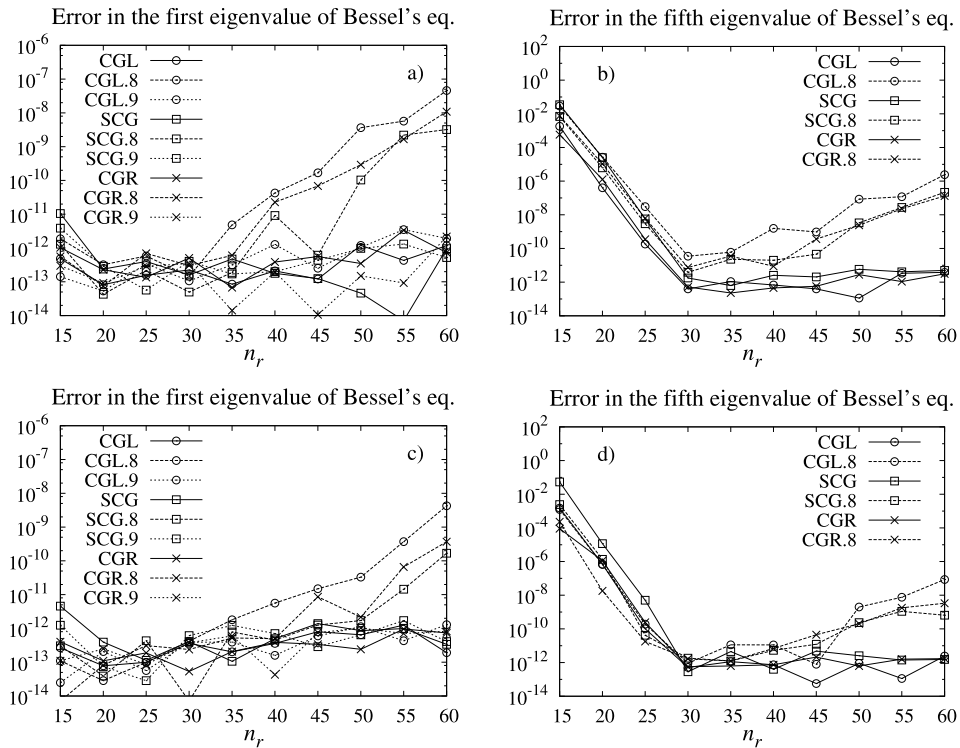 Error in the first eigenvalue of Bessel's eq.
10^-6
10^-7
10^-8
10^-9
10^-10
10^-11
10^-12
10^-13
10^-14
CGL
CGL.8
CGL.9
SCG
SCG.8
SCG.9
CGR
CGR.8
CGR.9
a)
15 20 25 30 35 40 45 50 55 60
n_r
Error in the fifth eigenvalue of Bessel's eq.
10^2
10^0
10^-2
10^-4
10^-6
10^-8
10^-10
10^-12
10^-14
b)
CGL
CGL.8
SCG
SCG.8
CGR
CGR.8
15 20 25 30 35 40 45 50 55 60
n_r
Error in the first eigenvalue of Bessel's eq.
10^-6
10^-7
10^-8
10^-9
10^-10
10^-11
10^-12
10^-13
10^-14
CGL
CGL.8
CGL.9
SCG
SCG.8
SCG.9
CGR
CGR.8
CGR.9
c)
15 20 25 30 35 40 45 50 55 60
n_r
Error in the fifth eigenvalue of Bessel's eq.
10^2
10^0
10^-2
10^-4
10^-6
10^-8
10^-10
10^-12
10^-14
d)
CGL
CGL.8
SCG
SCG.8
CGR
CGR.8
15 20 25 30 35 40 45 50 55 60
n_r